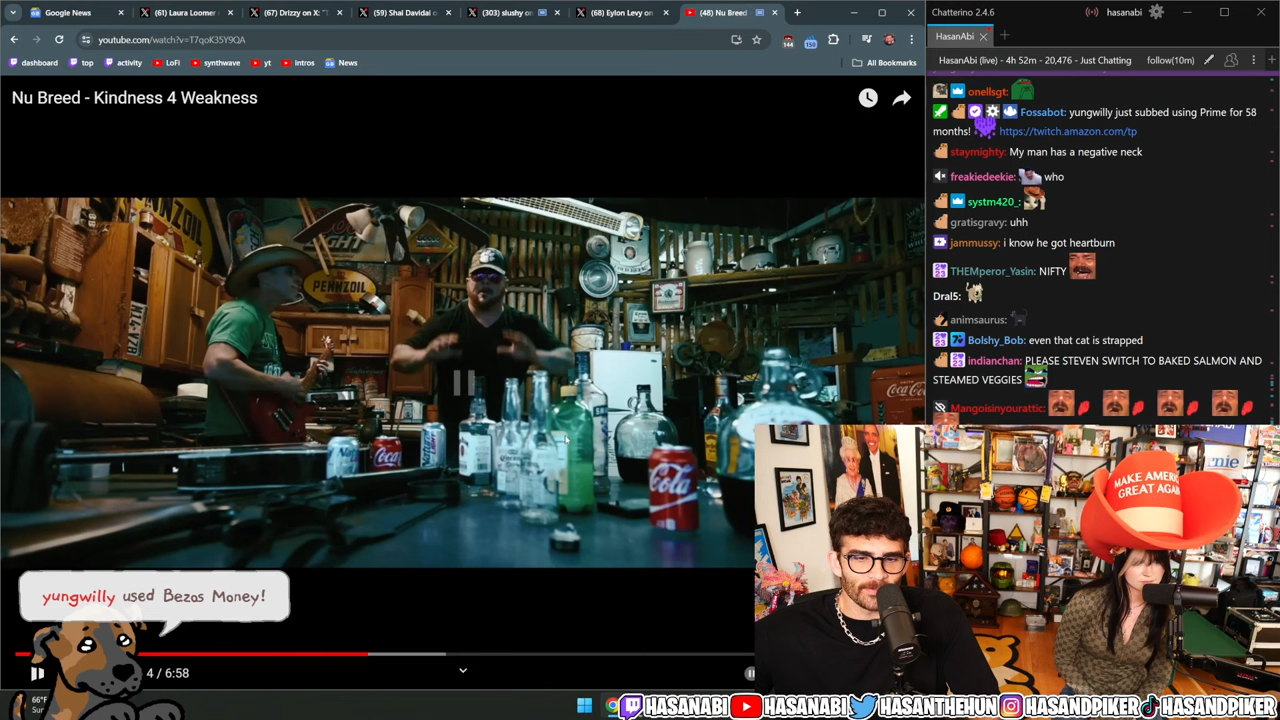 Google News
(61) Laura Loomer
(67) Drizzy on X: "T
(59) Shai Davidai o
(303) slushy on
(68) Eylon Levy on
(48) Nu Breed -
youtube.com/watch?v=T7qoK35Y9QA
144
150
dashboard
top
activity
LoFi
synthwave
yt
intros
News
All Bookmarks
Nu Breed - Kindness 4 Weakness
PENNZOIL
Coca-Cola
Coca-Cola
yungwilly used Bezos Money!
4 / 6:58
66°F
Chatterino 2.4.6
hasanabi
HasanAbi
HasanAbi (live) - 4h 52m - 20,476 - Just Chatting
follow(10m)
onellsgt:
Fossabot: yungwilly just subbed using Prime for 58
months! https://twitch.amazon.com/tp
staymighty: My man has a negative neck
freakiedeekie: who
systm420_:
gratisgravy: uhh
jammussy: i know he got heartburn
THEMperor_Yasin: NIFTY
Dral5:
animsaurus:
Bolshy_Bob: even that cat is strapped
indianchan: PLEASE STEVEN SWITCH TO BAKED SALMON AND
STEAMED VEGGIES
Mangoisinyourattic:
MAKE AMERICA
GREAT AGAIN
HASANABI
HASANABI
HASANTHEHUN
HASANDPIKER
HASANDPIKER